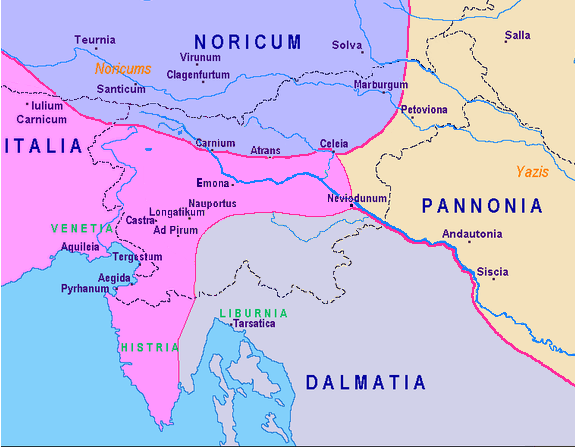 Teurnia
NORICUM
Solva
Salla
Virunum
Noricums
Clagenfurtum
Santicum
Marburgum
Iulium
Carnicum
Petoviona
ITALIA
Carnium
Atrans
Celeia
Yazis
Emona
Nauportus
Neviodunum
PANNONIA
Longatikum
Castra
Ad Pirum
VENETIA
Andautonia
Aquileia
Tergestum
Aegida
Siscia
Pyrhanum
LIBURNIA
Tarsatica
HISTRIA
DALMATIA